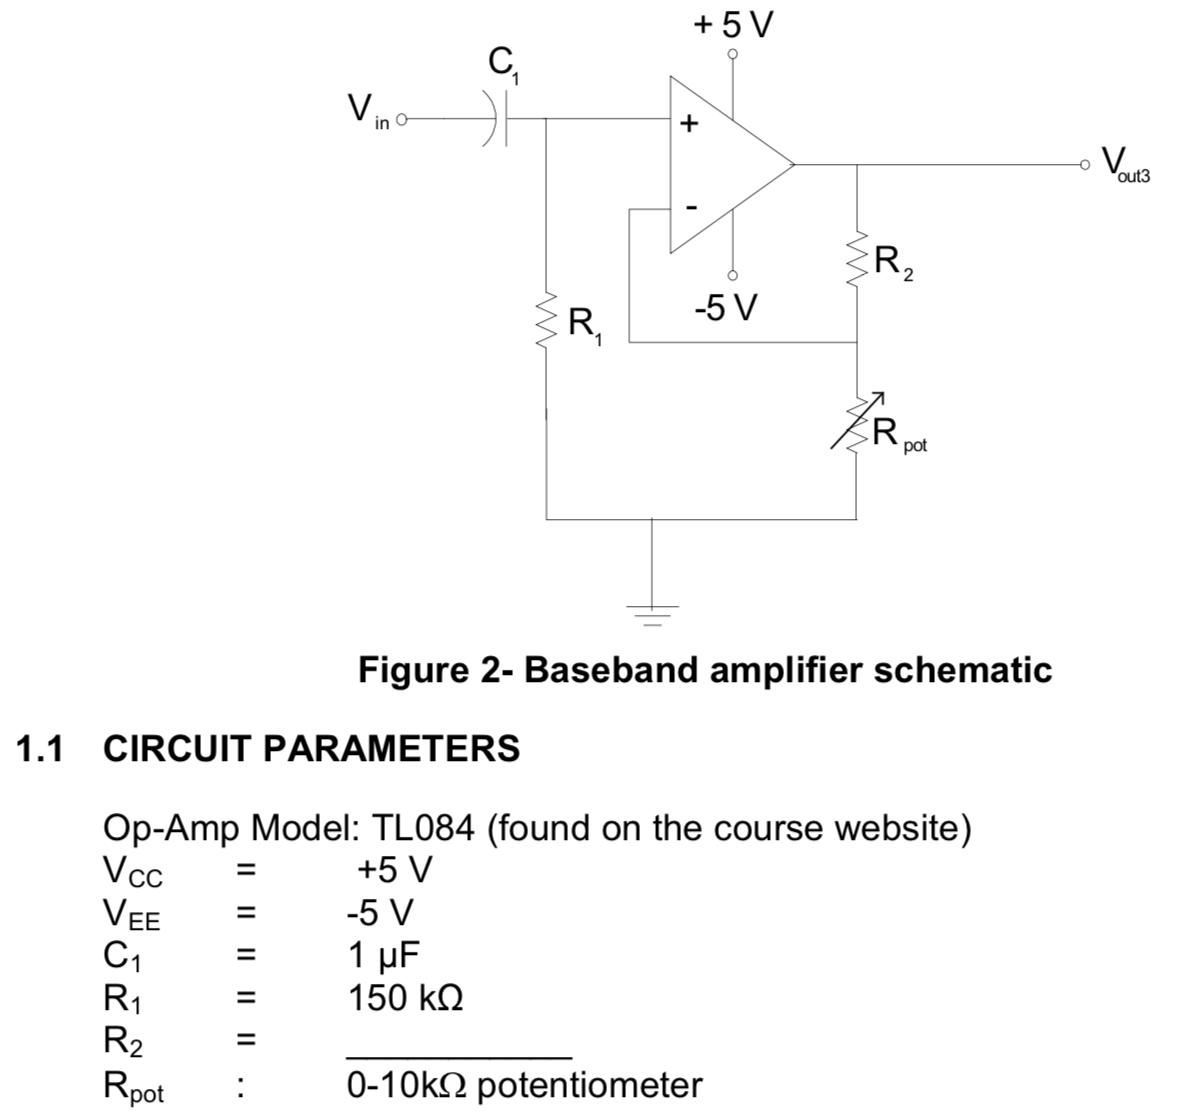 + 5 V
C1
Vin
+
Vout3
-
R2
-5 V
R1
Rpot
Figure 2- Baseband amplifier schematic
1.1 CIRCUIT PARAMETERS
Op-Amp Model: TL084 (found on the course website)
VCC = +5 V
VEE = -5 V
C1 = 1 µF
R1 = 150 kΩ
R2 = ___________
Rpot : 0-10kΩ potentiometer